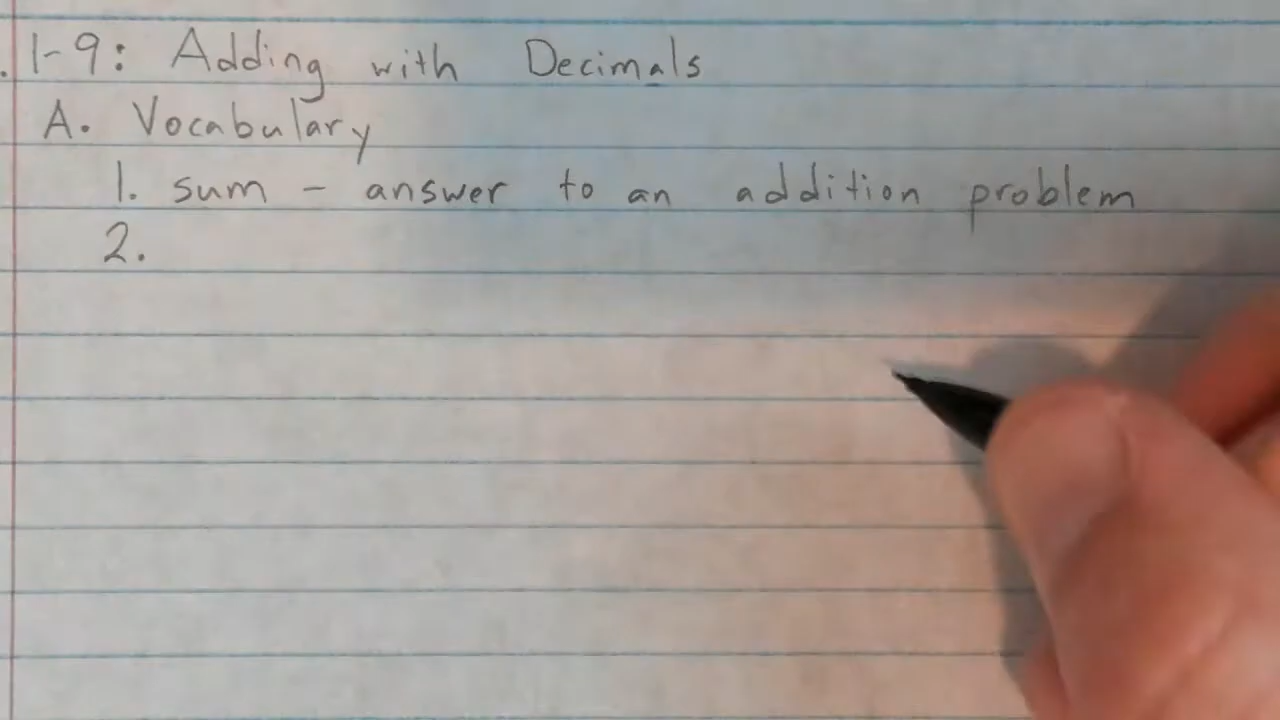 . 1-9: Adding with Decimals
A. Vocabulary
1. sum - answer to an addition problem
2.